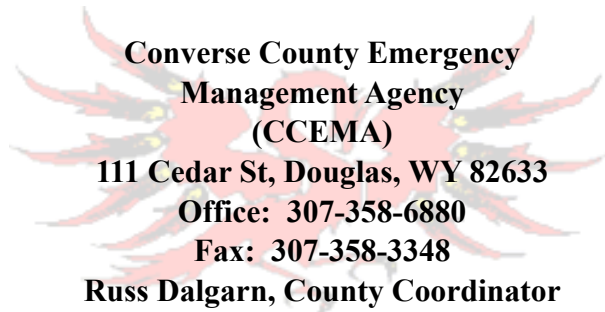 Converse County Emergency
Management Agency
(CCEMA)
111 Cedar St, Douglas, WY 82633
Office:  307-358-6880
Fax:  307-358-3348
Russ Dalgarn, County Coordinator